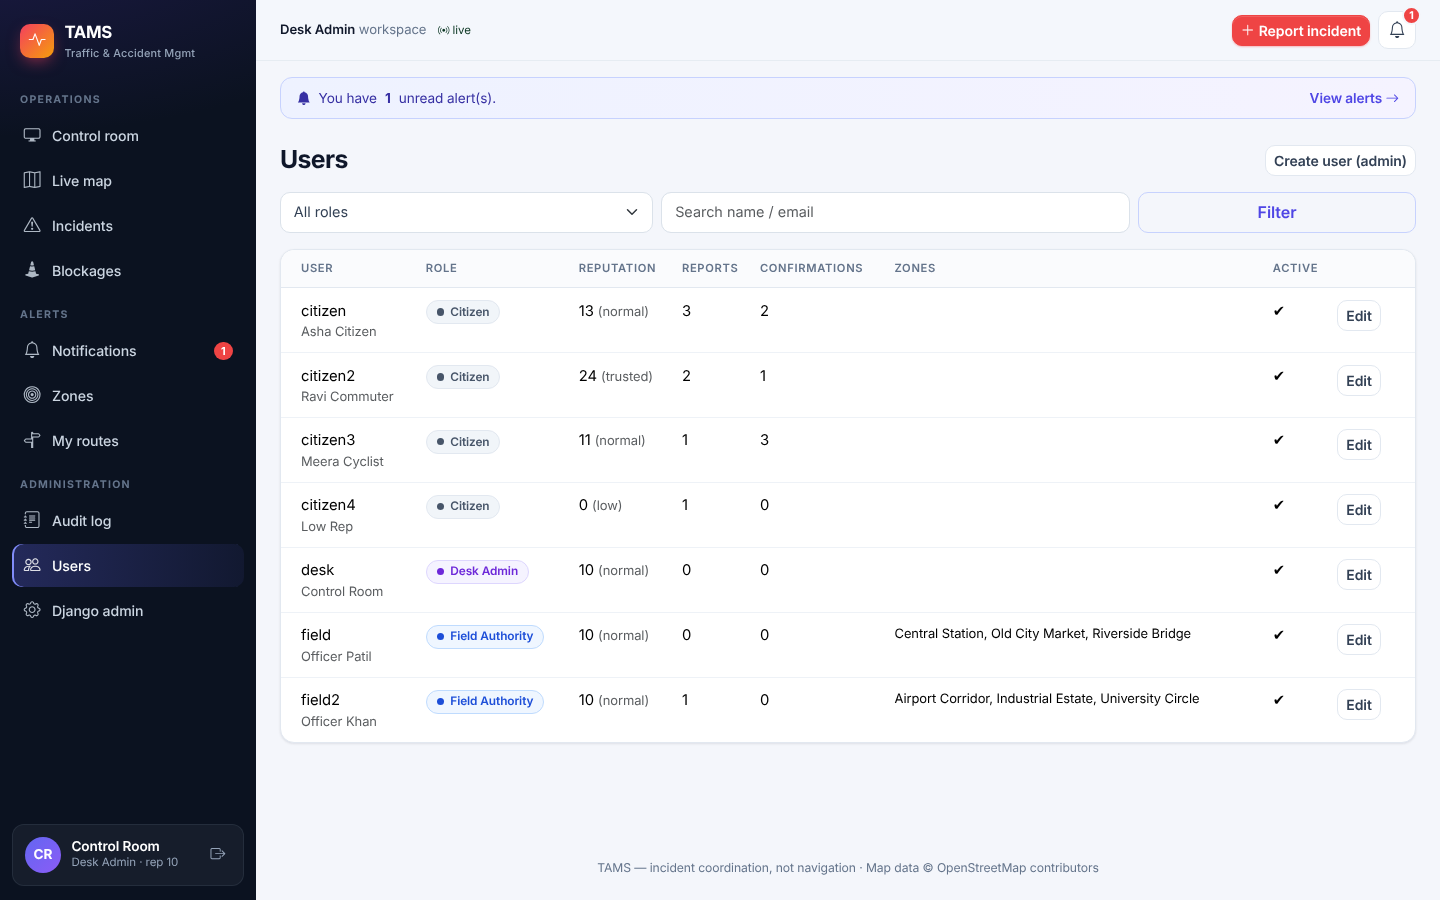 TAMS
Traffic & Accident Mgmt
OPERATIONS
Control room
Live map
Incidents
Blockages
ALERTS
Notifications 1
Zones
My routes
ADMINISTRATION
Audit log
Users
Django admin
CR
Control Room
Desk Admin · rep 10
Desk Admin workspace live
+ Report incident
1
You have 1 unread alert(s).
View alerts →
Users
Create user (admin)
All roles
Search name / email
Filter
USER ROLE REPUTATION REPORTS CONFIRMATIONS ZONES ACTIVE
citizen Citizen 13 (normal) 3 2 ✔ Edit
Asha Citizen
citizen2 Citizen 24 (trusted) 2 1 ✔ Edit
Ravi Commuter
citizen3 Citizen 11 (normal) 1 3 ✔ Edit
Meera Cyclist
citizen4 Citizen 0 (low) 1 0 ✔ Edit
Low Rep
desk Desk Admin 10 (normal) 0 0 ✔ Edit
Control Room
field Field Authority 10 (normal) 0 0 Central Station, Old City Market, Riverside Bridge ✔ Edit
Officer Patil
field2 Field Authority 10 (normal) 1 0 Airport Corridor, Industrial Estate, University Circle ✔ Edit
Officer Khan
TAMS — incident coordination, not navigation · Map data © OpenStreetMap contributors